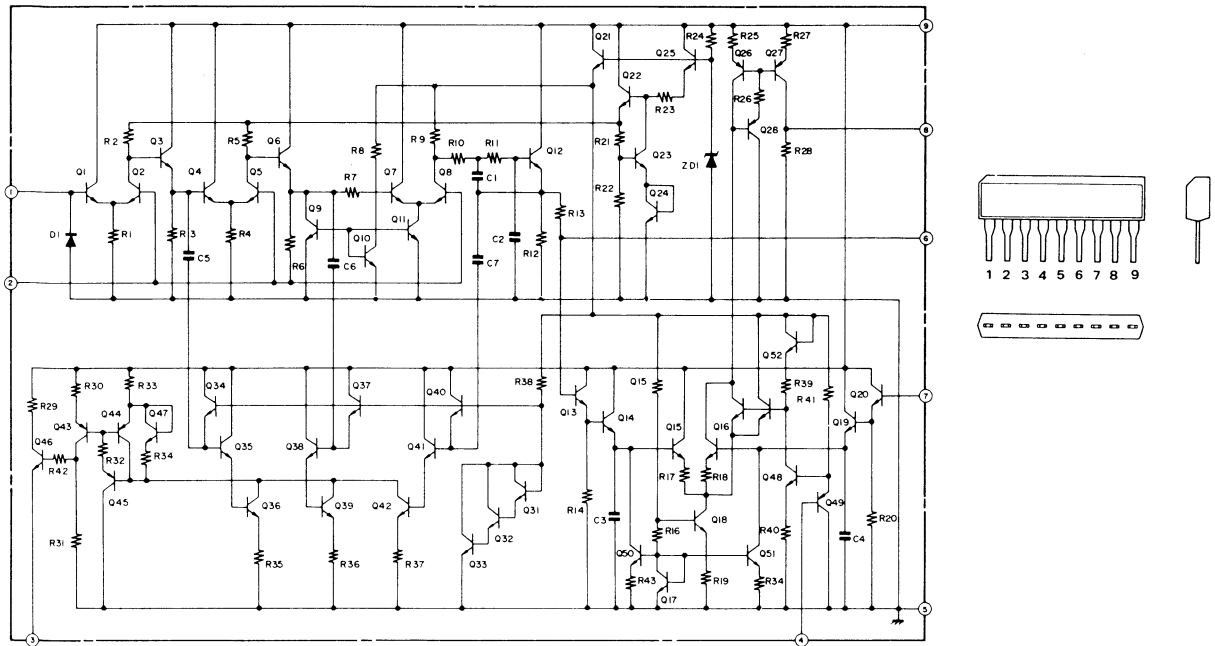 Q21 R24 R25 R27 9
Q25 Q26 Q27
Q22
R2 Q3 R5 Q6 R9 R23 R26
R8 R10 R11 Q12 R21 Q28 8
Q1 Q2 Q4 Q5 R7 Q7 Q8 C1 Q23 ZD1 R28
1 R22 Q24
Q9 Q11 R13
D1 R1 R13 R4 Q10 C2 6
R6 C6 C7 R12
C5
2
Q52
R30 R33 Q34 Q37 Q40 R38 Q15 R39
R29 Q44 Q47 Q13 R41 Q20 7
Q43 Q14 Q15 Q16 Q19
Q46 Q35 Q38 Q41
R42 R32 R34 R17 R18 Q48
Q45 Q31 Q49
Q36 Q39 Q42 R14 C3 Q18 R20
R31 Q32 R16 R40 C4
Q50 Q51
R35 R36 R37 Q33 R43 R19 R34
Q17
5
3 4
1 2 3 4 5 6 7 8 9